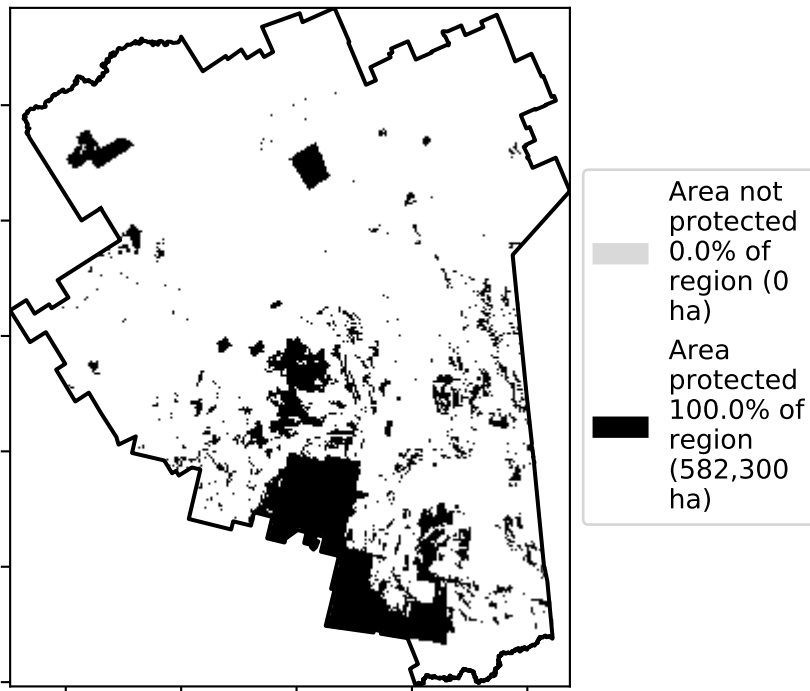 Area not
protected
0.0% of
region (0
ha)
Area
protected
100.0% of
region
(582,300
ha)